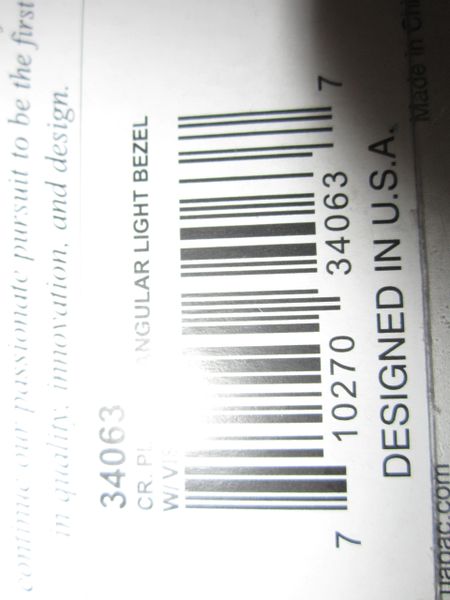 continue our passionate pursuit to be the first
in quality, innovation, and design.
34063
CR. ANGULAR LIGHT BEZEL
W/
7 10270 34063 7
DESIGNED IN U.S.A.
Made in
.com